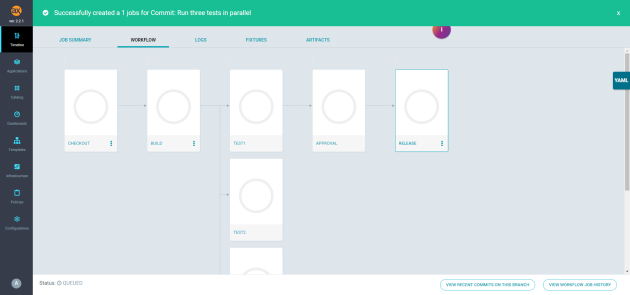 ax
ver. 2.2.1
Successfully created a 1 jobs for Commit: Run three tests in parallel
x
Timeline
Applications
Catalog
Dashboards
Templates
Infrastructure
Policies
Configurations
A
JOB SUMMARY
WORKFLOW
LOGS
FIXTURES
ARTIFACTS
YAML
CHECKOUT
BUILD
TEST1
APPROVAL
RELEASE
TEST2
Status: QUEUED
VIEW RECENT COMMITS ON THIS BRANCH
VIEW WORKFLOW JOB HISTORY